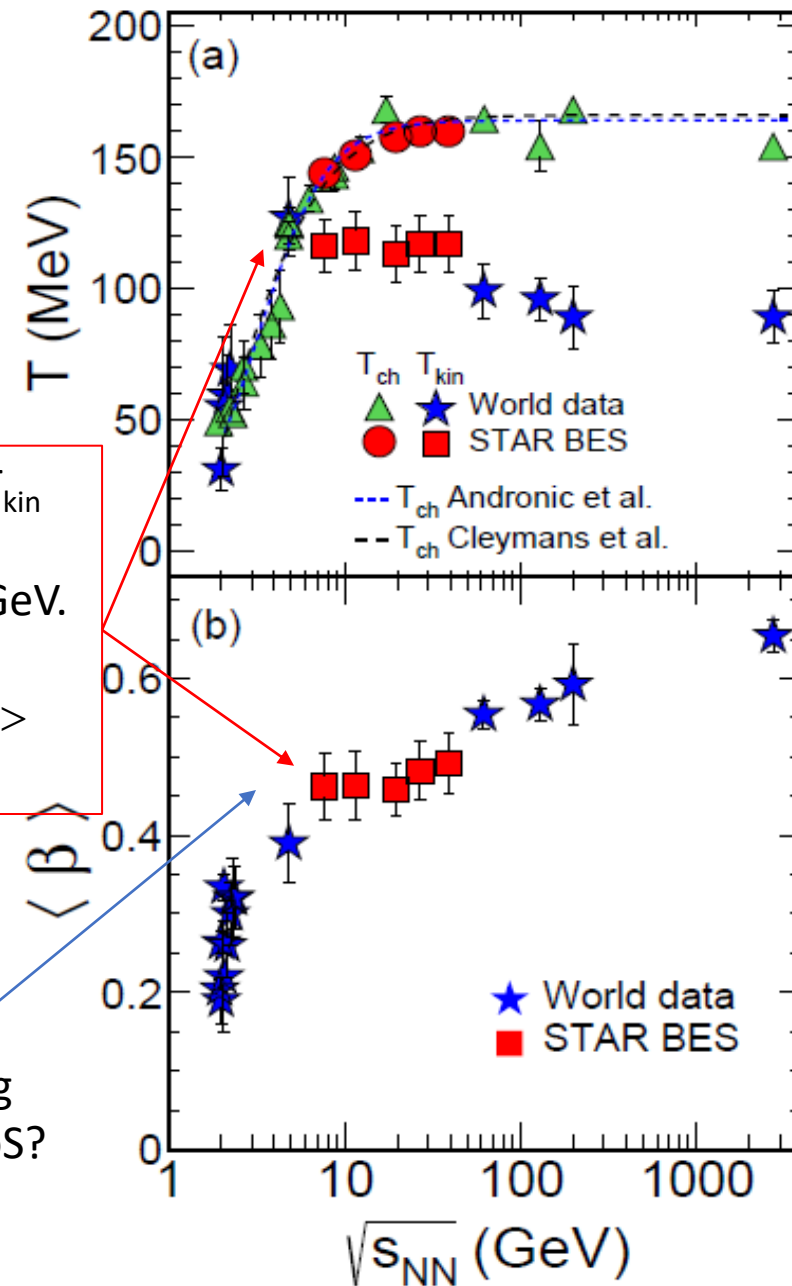 200
(a)
150
T (MeV)
100
T_ch T_kin
World data
50
STAR BES
T_ch Andronic et al.
T_ch Cleymans et al.
0
kin
GeV.
>
(b)
0.6
⟨ β ⟩
0.4
0.2
World data
STAR BES
g
S?
0
1 10 100 1000
√s_NN (GeV)